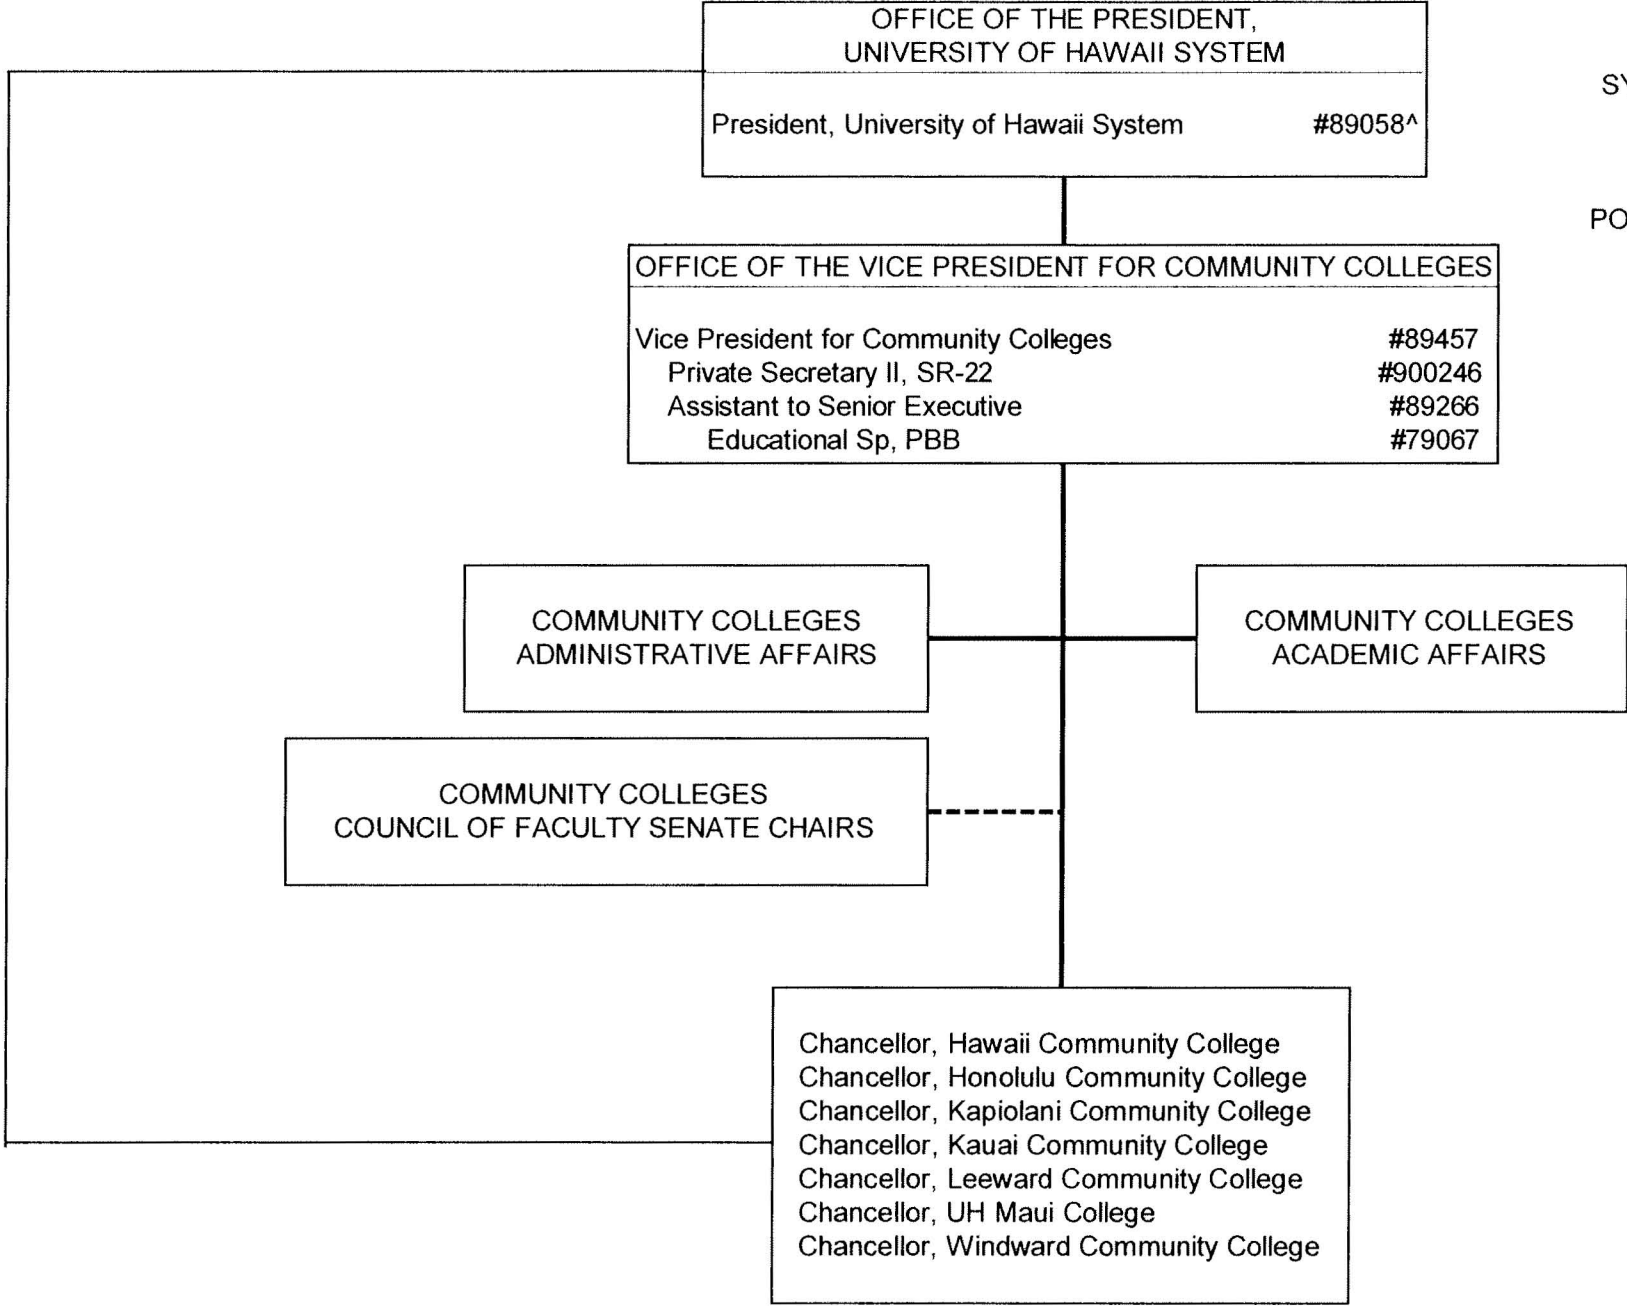 OFFICE OF THE PRESIDENT,
UNIVERSITY OF HAWAII SYSTEM
President, University of Hawaii System #89058^
OFFICE OF THE VICE PRESIDENT FOR COMMUNITY COLLEGES
Vice President for Community Colleges #89457
Private Secretary II, SR-22 #900246
Assistant to Senior Executive #89266
Educational Sp, PBB #79067
COMMUNITY COLLEGES
ADMINISTRATIVE AFFAIRS
COMMUNITY COLLEGES
ACADEMIC AFFAIRS
COMMUNITY COLLEGES
COUNCIL OF FACULTY SENATE CHAIRS
Chancellor, Hawaii Community College
Chancellor, Honolulu Community College
Chancellor, Kapiolani Community College
Chancellor, Kauai Community College
Chancellor, Leeward Community College
Chancellor, UH Maui College
Chancellor, Windward Community College